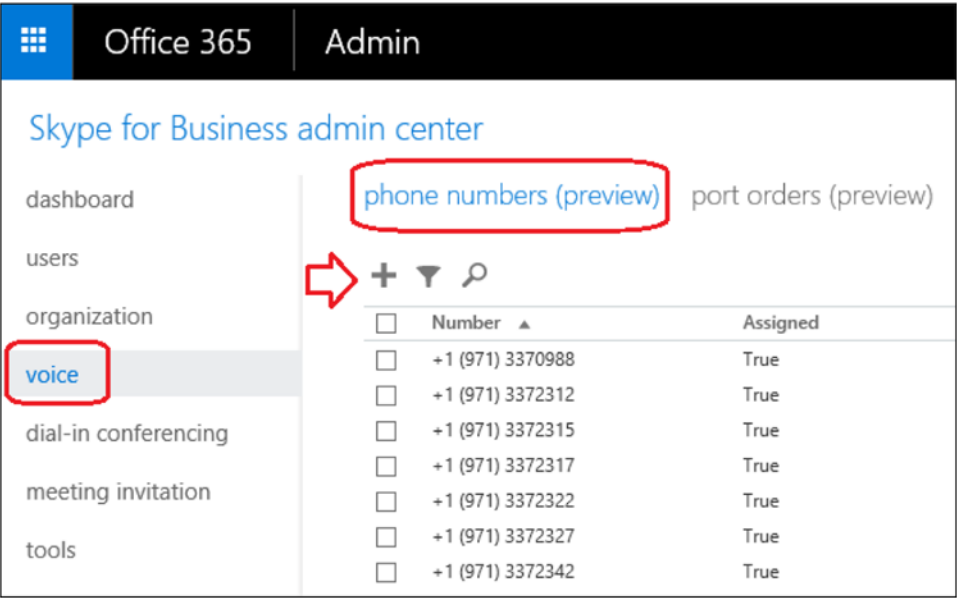 Office 365 Admin
Skype for Business admin center
dashboard
users
organization
voice
dial-in conferencing
meeting invitation
tools
phone numbers (preview) port orders (preview)
Number Assigned
+1 (971) 3370988 True
+1 (971) 3372312 True
+1 (971) 3372315 True
+1 (971) 3372317 True
+1 (971) 3372322 True
+1 (971) 3372327 True
+1 (971) 3372342 True